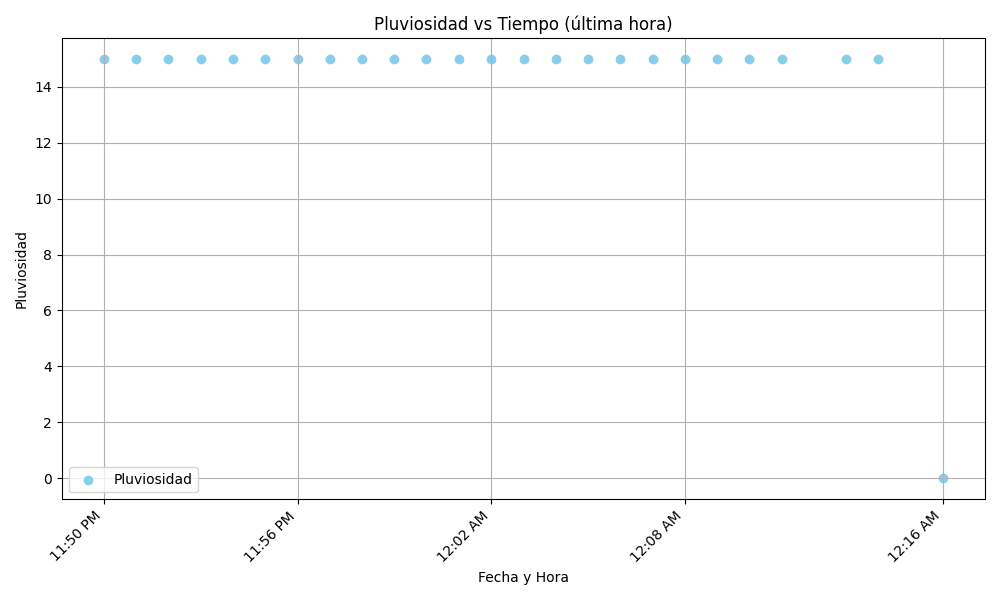 Pluviosidad vs Tiempo (última hora)
Pluviosidad
14
12
10
8
6
4
2
0
Pluviosidad
11:50 PM
11:56 PM
12:02 AM
12:08 AM
12:16 AM
Fecha y Hora